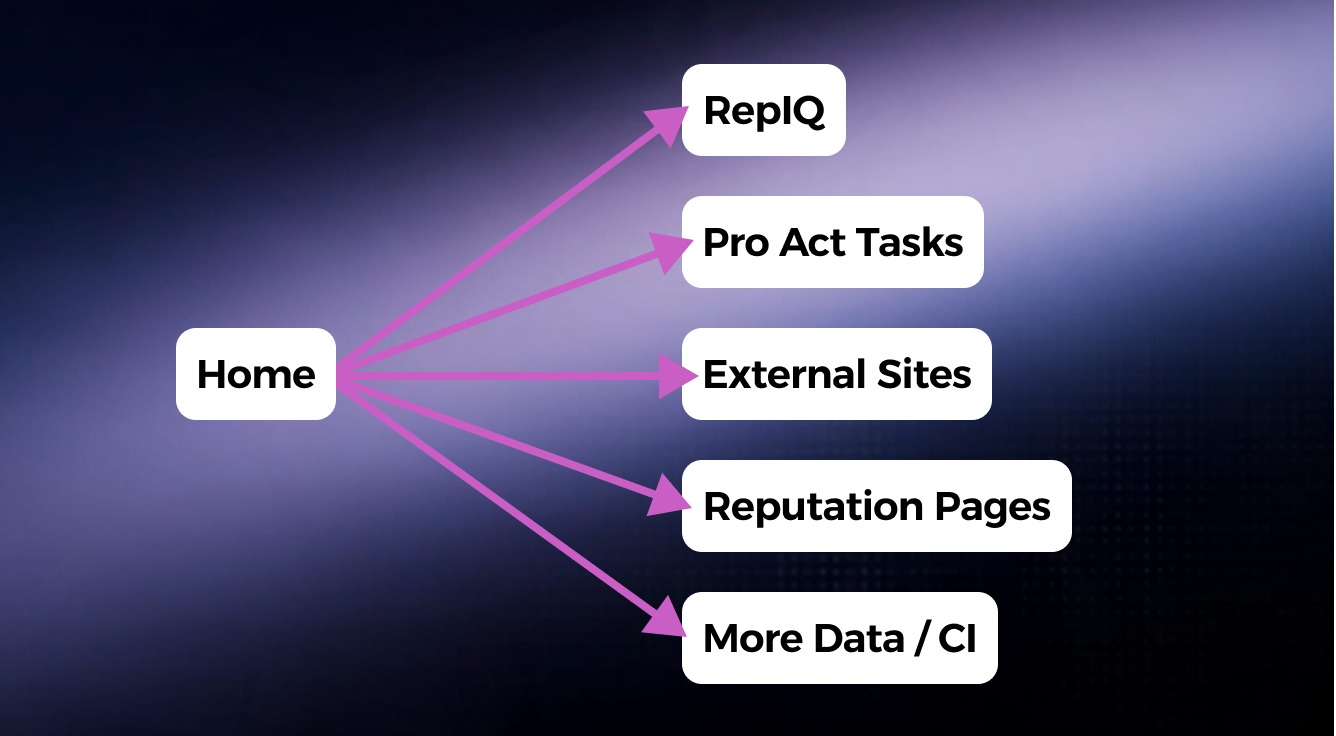 RepIQ
Pro Act Tasks
Home
External Sites
Reputation Pages
More Data / CI